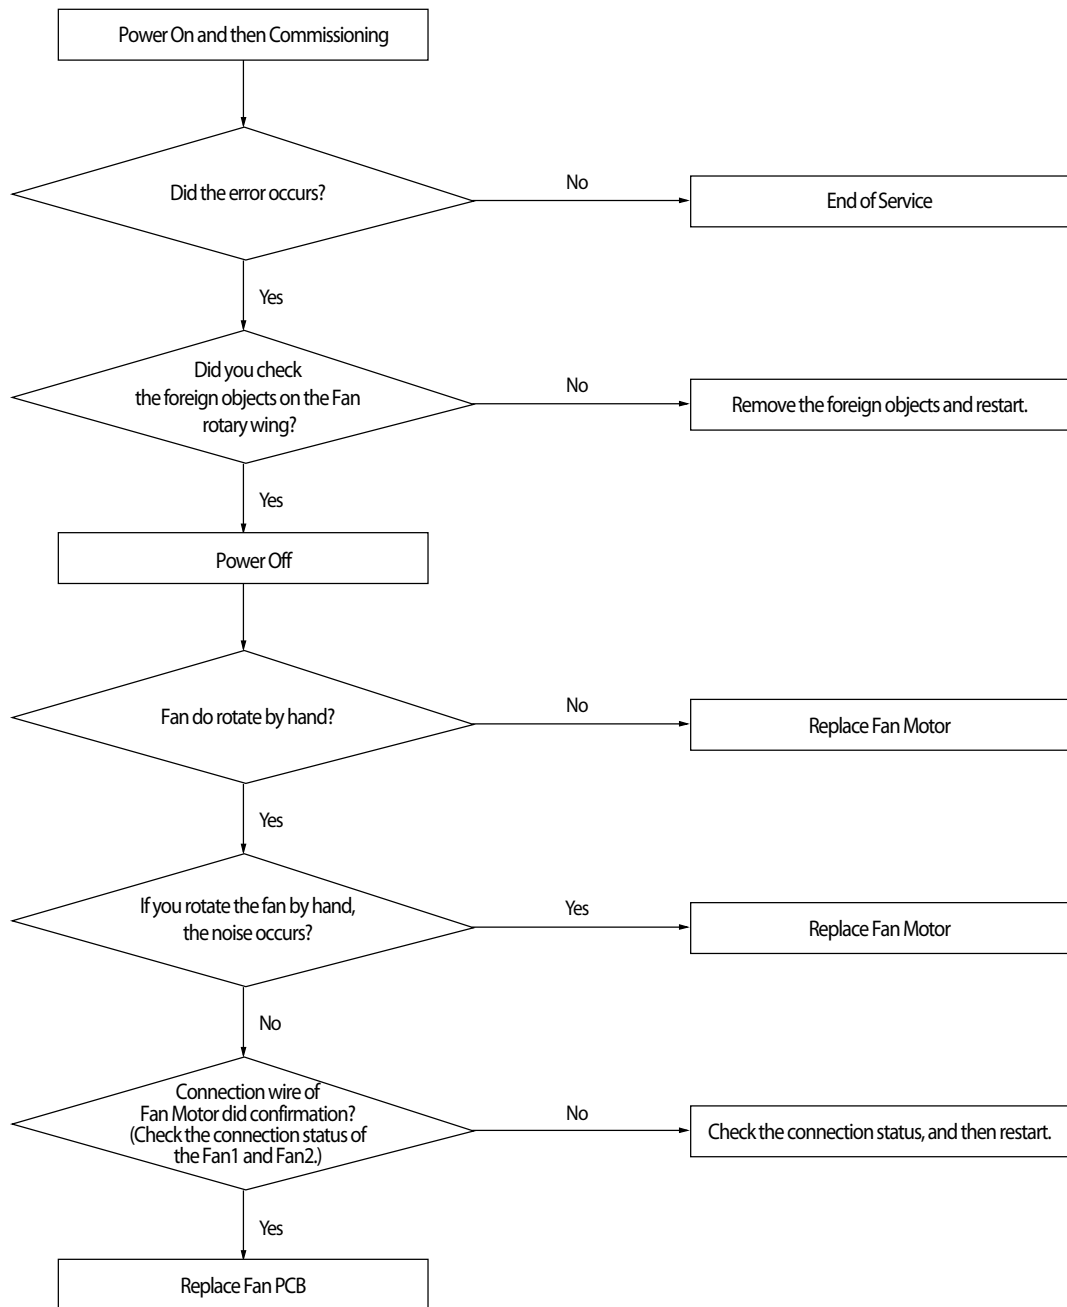 Power On and then Commissioning
Did the error occurs?
No
End of Service
Yes
Did you check
the foreign objects on the Fan
rotary wing?
No
Remove the foreign objects and restart.
Yes
Power Off
Fan do rotate by hand?
No
Replace Fan Motor
Yes
If you rotate the fan by hand,
the noise occurs?
Yes
Replace Fan Motor
No
Connection wire of
Fan Motor did confirmation?
(Check the connection status of
the Fan1 and Fan2.)
No
Check the connection status, and then restart.
Yes
Replace Fan PCB